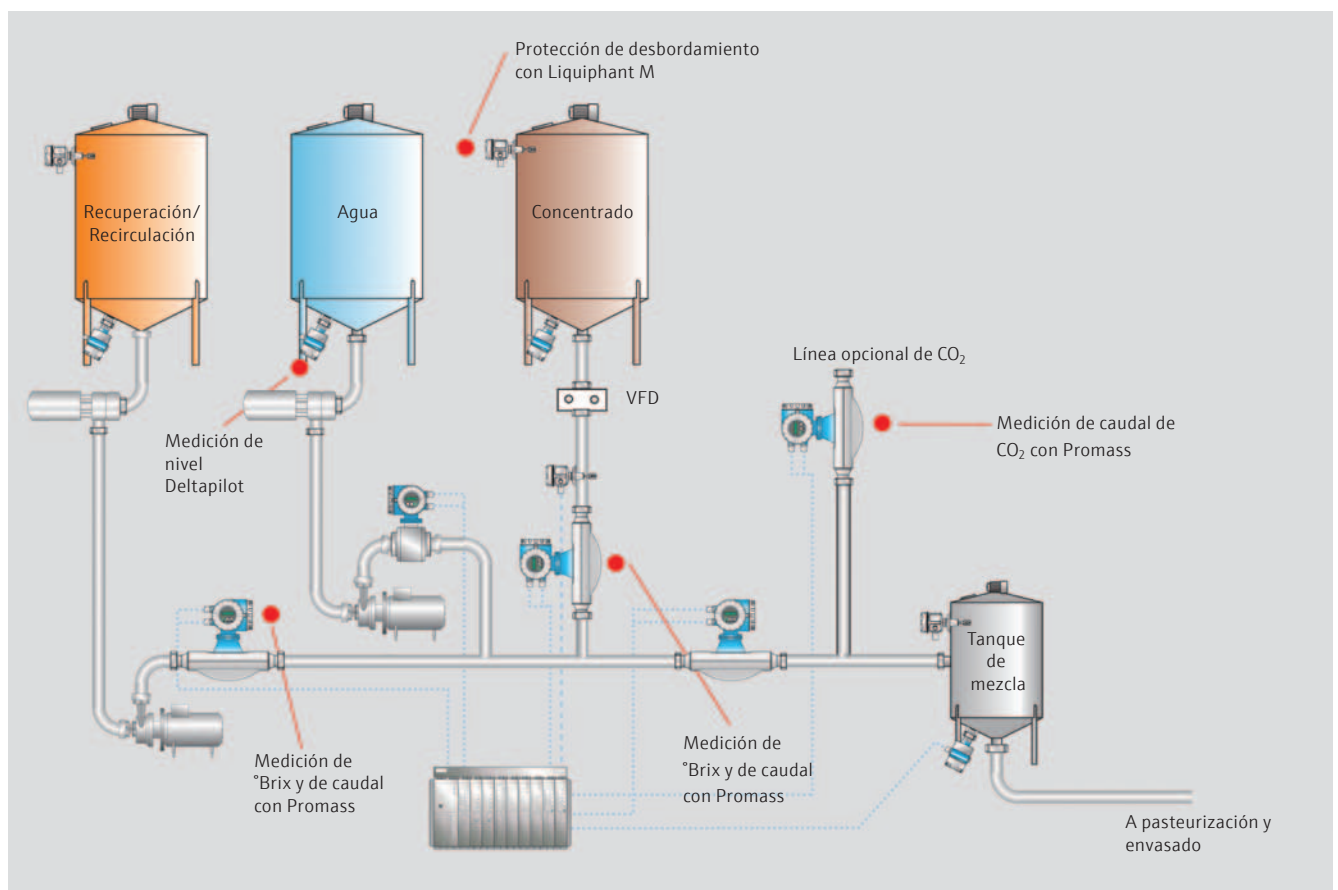 Protección de desbordamiento
con Liquiphant M
Recuperación/
Recirculación
Agua
Concentrado
Línea opcional de CO₂
VFD
Medición de caudal de
CO₂ con Promass
Medición de
nivel
Deltapilot
Tanque
de
mezcla
Medición de
°Brix y de caudal
con Promass
Medición de
°Brix y de caudal
con Promass
A pasteurización y
envasado